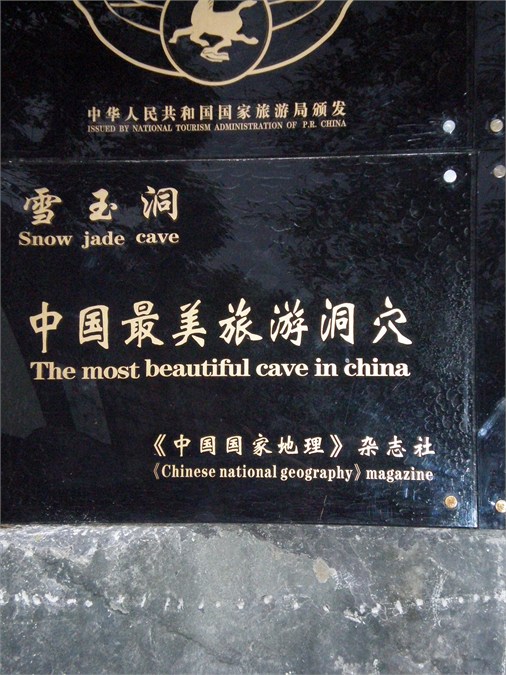 中华人民共和国国家旅游局颁发
ISSUED BY NATIONAL TOURISM ADMINISTRATION OF P.R. CHINA
雪玉洞
Snow jade cave
中国最美旅游洞穴
The most beautiful cave in china
《中国国家地理》杂志社
《Chinese national geography》magazine